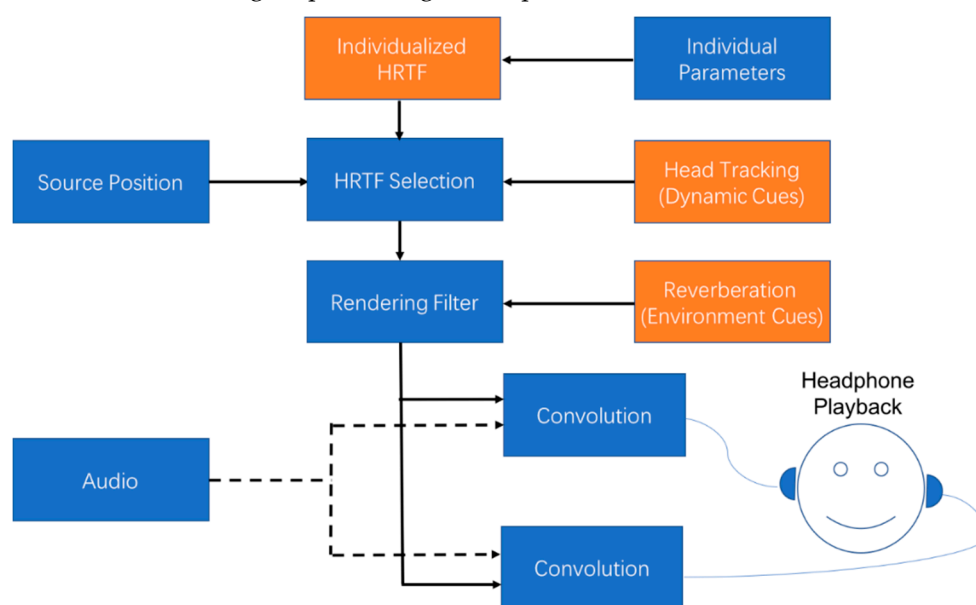 Individualized
HRTF
Individual
Parameters
Source Position
HRTF Selection
Head Tracking
(Dynamic Cues)
Rendering Filter
Reverberation
(Environment Cues)
Headphone
Playback
Convolution
Audio
Convolution